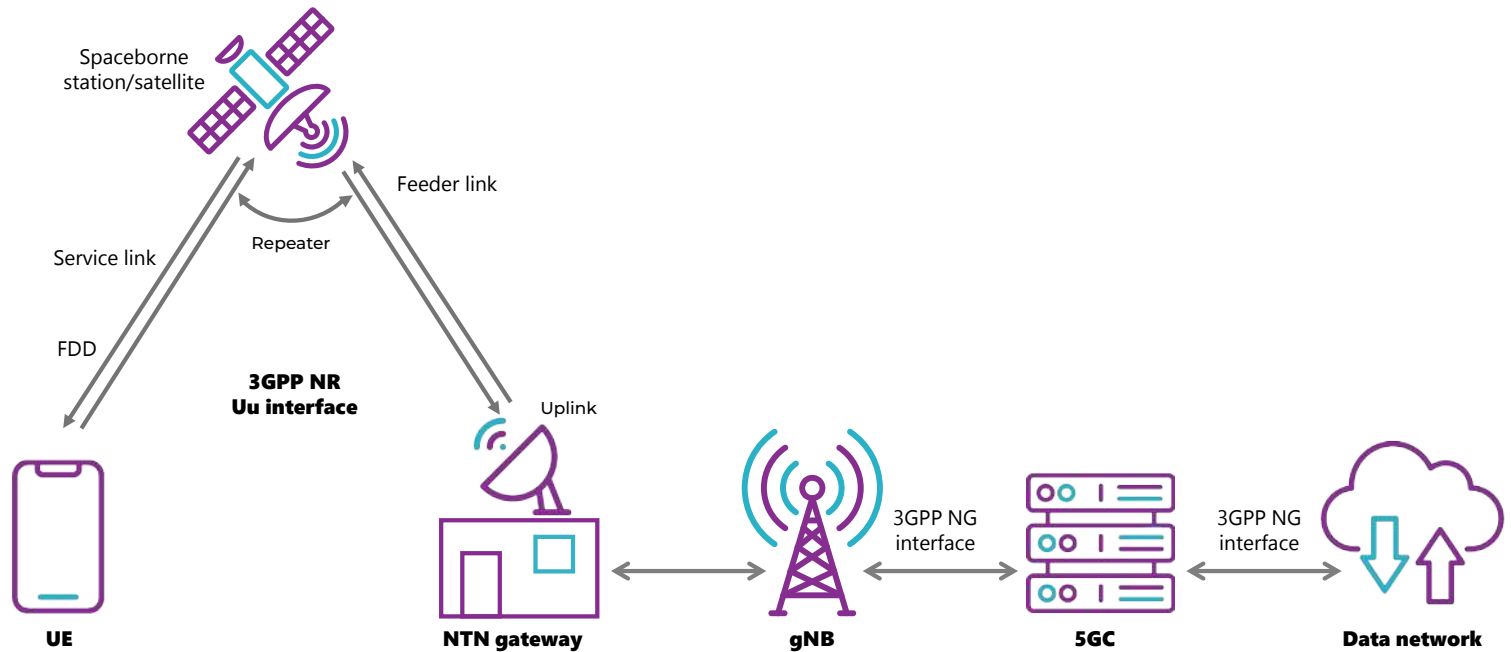 Spaceborne
station/satellite
Feeder link
Repeater
Service link
FDD
3GPP NR
Uu interface
Uplink
3GPP NG
interface
3GPP NG
interface
UE
NTN gateway
gNB
5GC
Data network